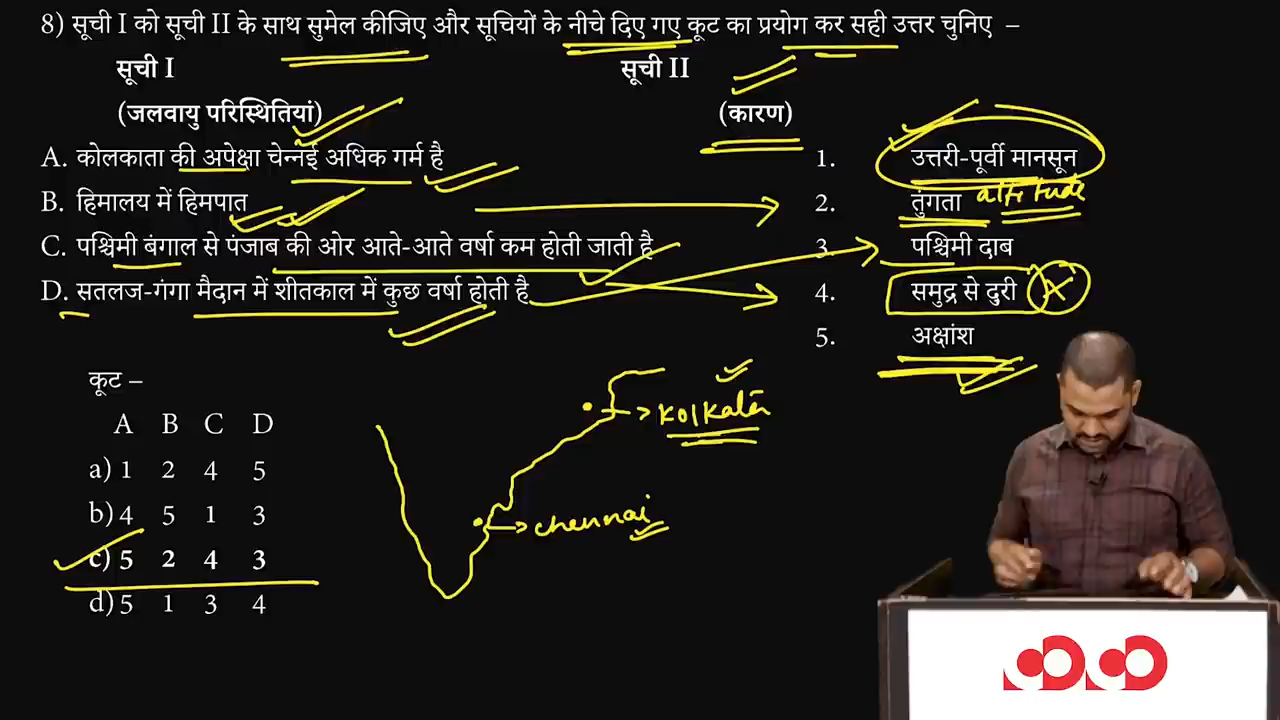 8) सूची I को सूची II के साथ सुमेल कीजिए और सूचियों के नीचे दिए गए कूट का प्रयोग कर सही उत्तर चुनिए –
सूची I सूची II
(जलवायु परिस्थितियां) (कारण)
A. कोलकाता की अपेक्षा चेन्नई अधिक गर्म है 1. उत्तरी-पूर्वी मानसून
B. हिमालय में हिमपात 2. तुंगता altitude
C. पश्चिमी बंगाल से पंजाब की ओर आते-आते वर्षा कम होती जाती है 3. पश्चिमी दाब
D. सतलज-गंगा मैदान में शीतकाल में कुछ वर्षा होती है 4. समुद्र से दुरी
5. अक्षांश
कूट –
A B C D
a) 1 2 4 5
b) 4 5 1 3
c) 5 2 4 3
d) 5 1 3 4
Kolkata
chennai